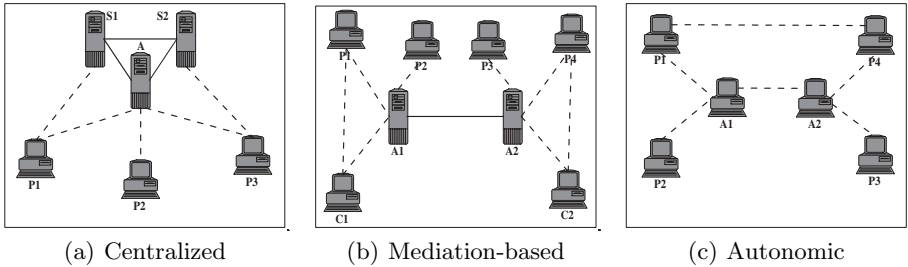 S1 S2
A
P1 P2 P3
(a) Centralized
P1 P2 P3 P4
A1 A2
C1 C2
(b) Mediation-based
P1 P4
A1 A2
P2 P3
(c) Autonomic